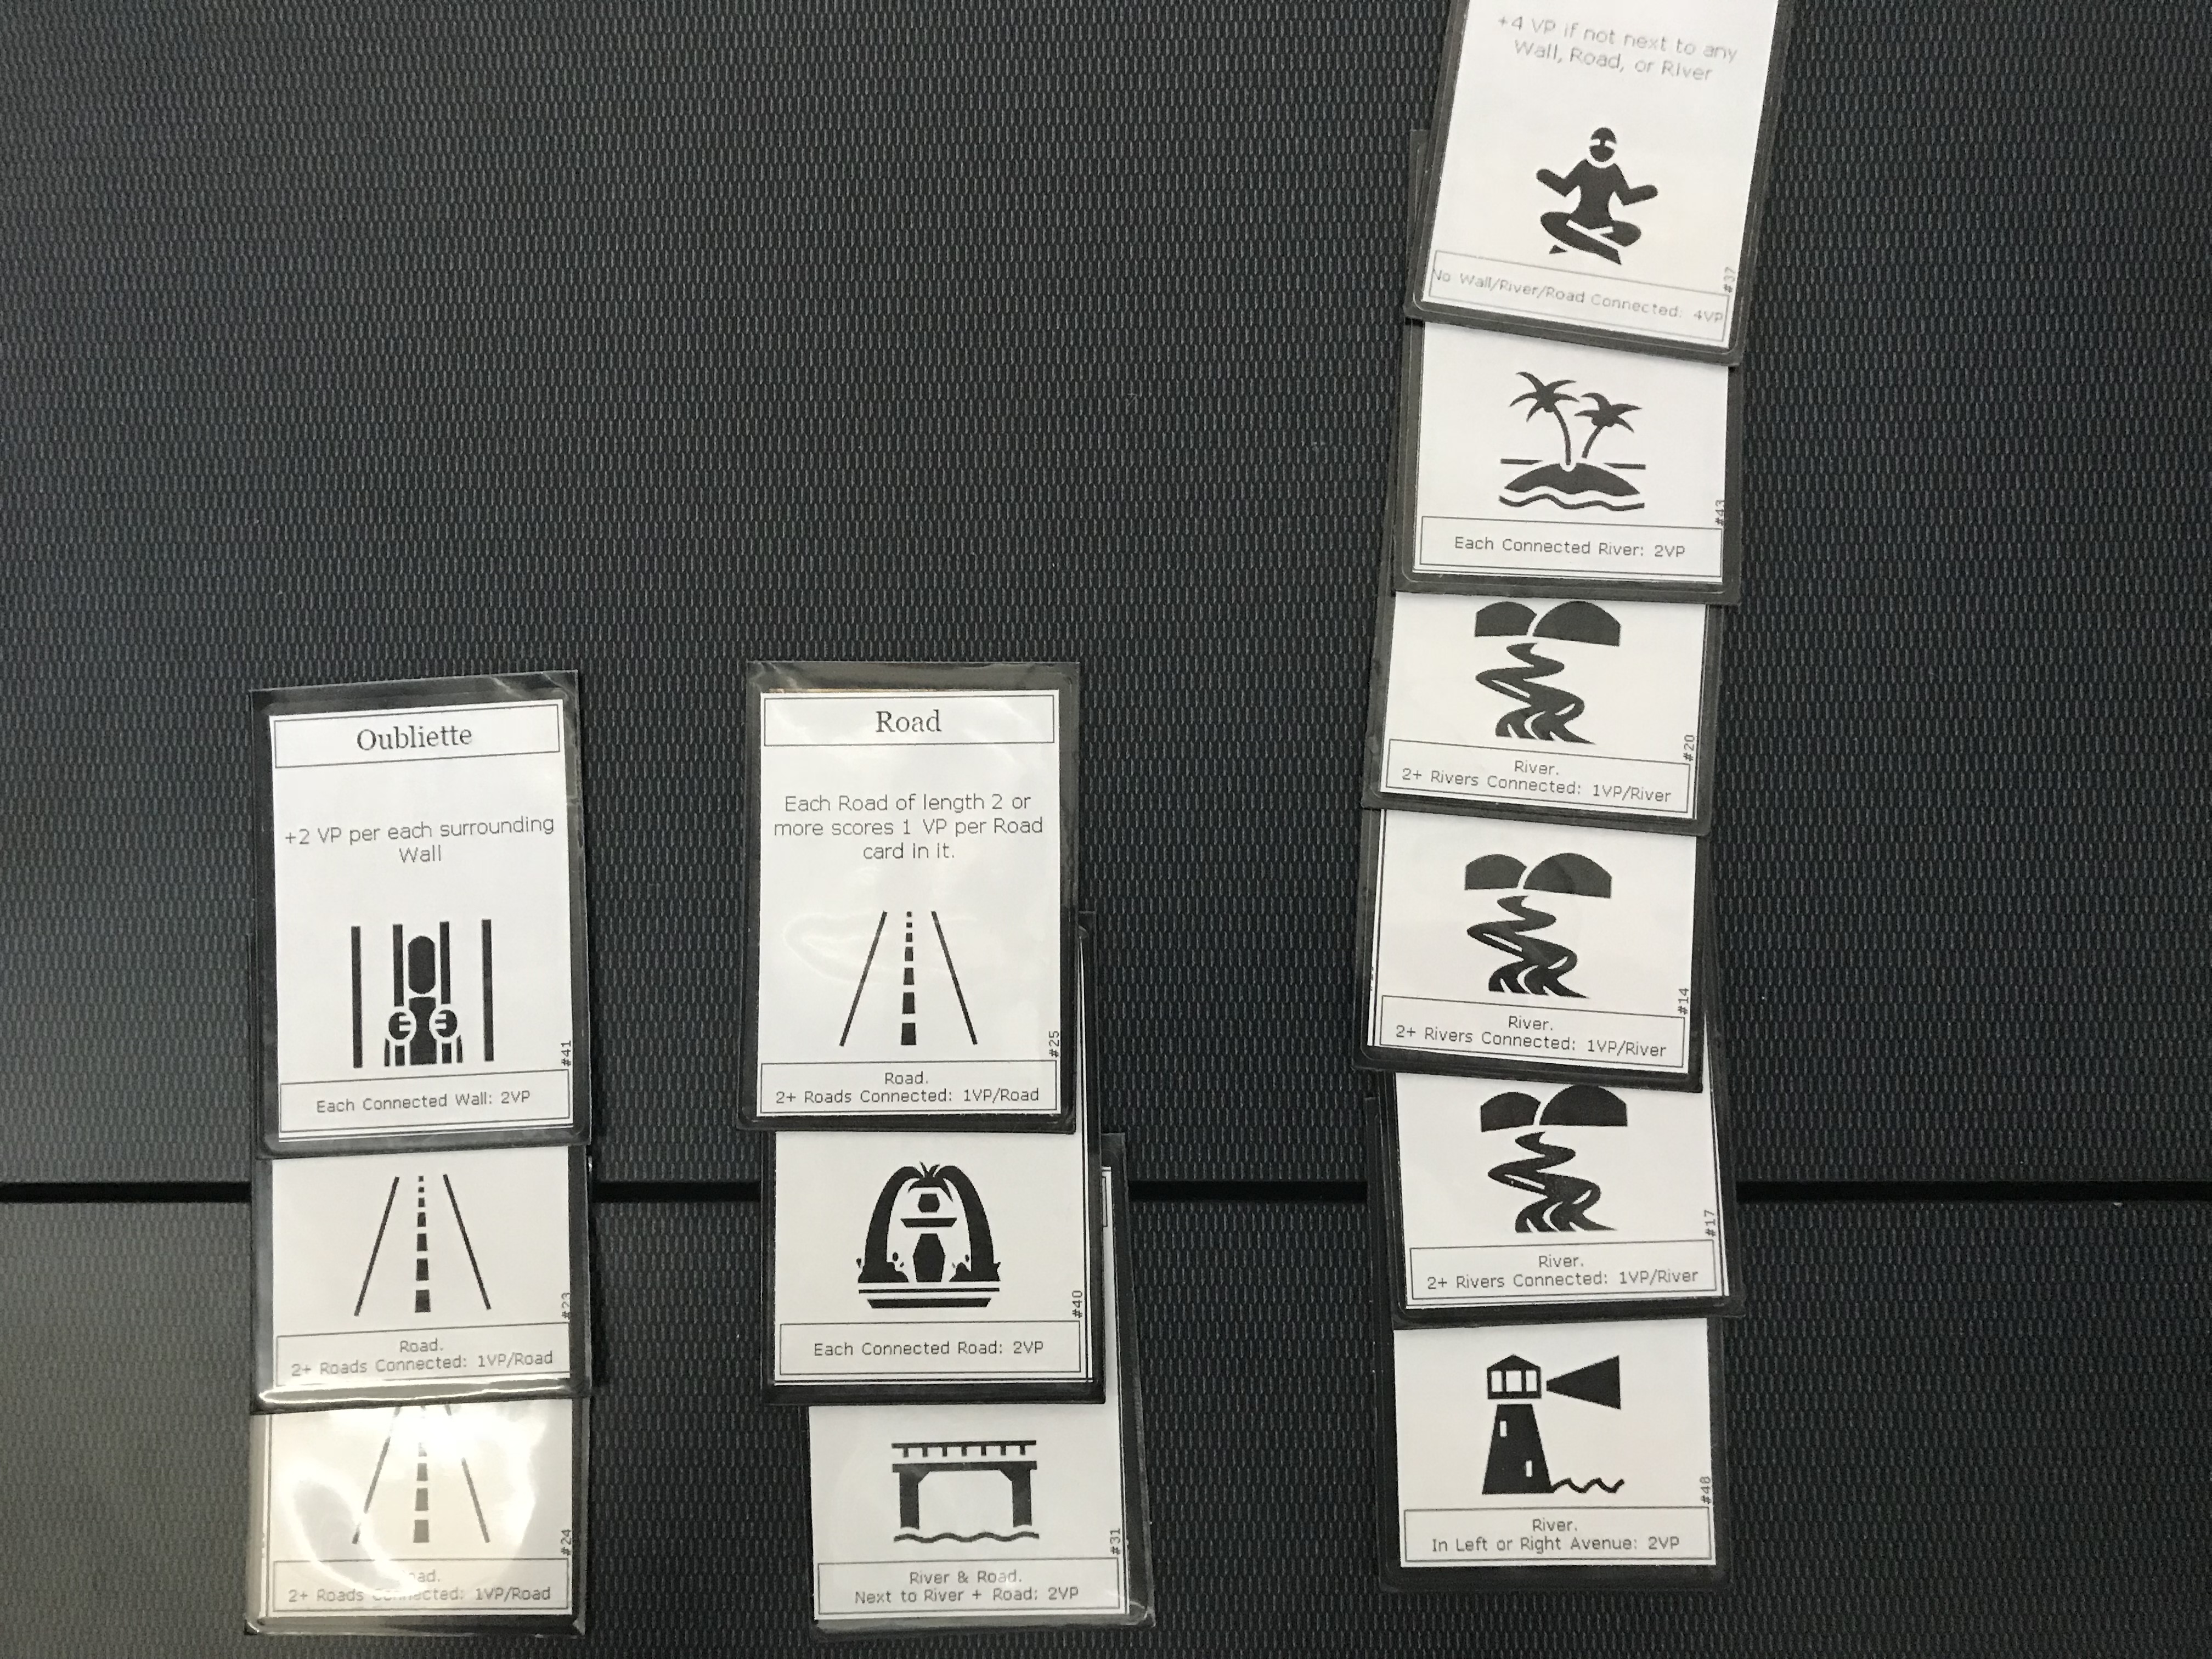 Oubliette
+2 VP per each surrounding
Wall
#41
Each Connected Wall: 2VP
#23
Road.
2+ Roads Connected: 1VP/Road
#24
2+ Roads Connected: 1VP/Road
Road
Each Road of length 2 or
more scores 1 VP per Road
card in it.
#25
Road.
2+ Roads Connected: 1VP/Road
#40
Each Connected Road: 2VP
#31
River & Road.
Next to River + Road: 2VP
+4 VP if not next to any
Wall, Road, or River
#37
No Wall/River/Road Connected: 4VP
#43
Each Connected River: 2VP
#20
River.
2+ Rivers Connected: 1VP/River
#14
River.
2+ Rivers Connected: 1VP/River
#17
River.
2+ Rivers Connected: 1VP/River
#48
River.
In Left or Right Avenue: 2VP